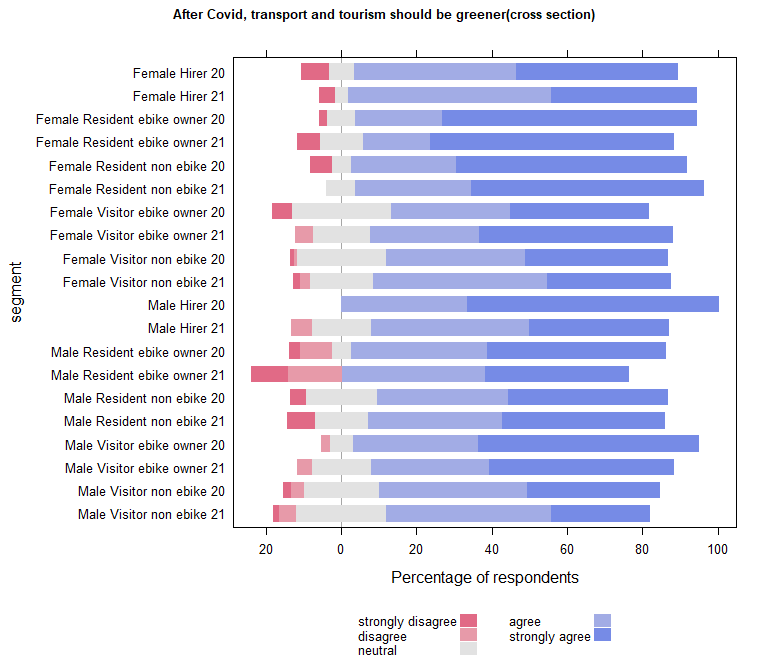 After Covid, transport and tourism should be greener(cross section)
Female Hirer 20
Female Hirer 21
Female Resident ebike owner 20
Female Resident ebike owner 21
Female Resident non ebike 20
Female Resident non ebike 21
Female Visitor ebike owner 20
Female Visitor ebike owner 21
Female Visitor non ebike 20
Female Visitor non ebike 21
Male Hirer 20
Male Hirer 21
Male Resident ebike owner 20
Male Resident ebike owner 21
Male Resident non ebike 20
Male Resident non ebike 21
Male Visitor ebike owner 20
Male Visitor ebike owner 21
Male Visitor non ebike 20
Male Visitor non ebike 21
segment
20 0 20 40 60 80 100
Percentage of respondents
strongly disagree agree
disagree strongly agree
neutral